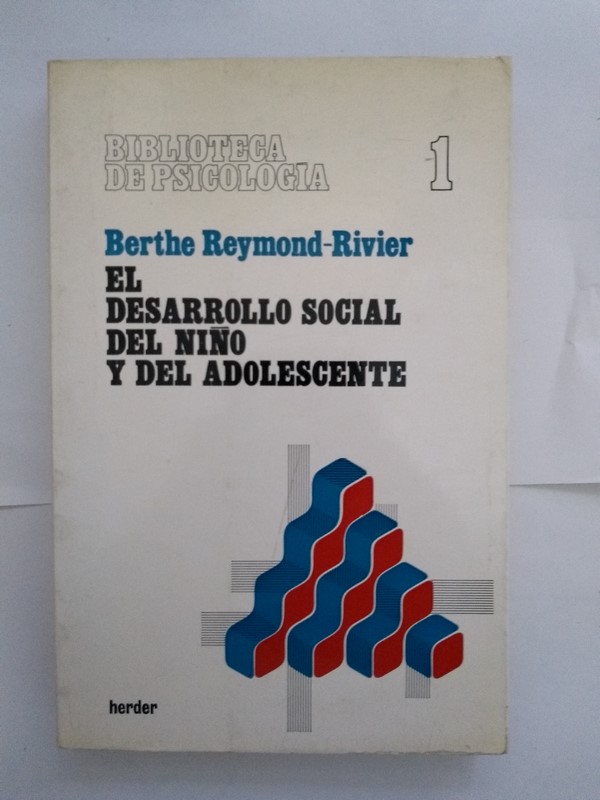 BIBLIOTECA
DE PSICOLOGÍA
1
Berthe Reymond-Rivier
EL
DESARROLLO SOCIAL
DEL NIÑO
Y DEL ADOLESCENTE
herder